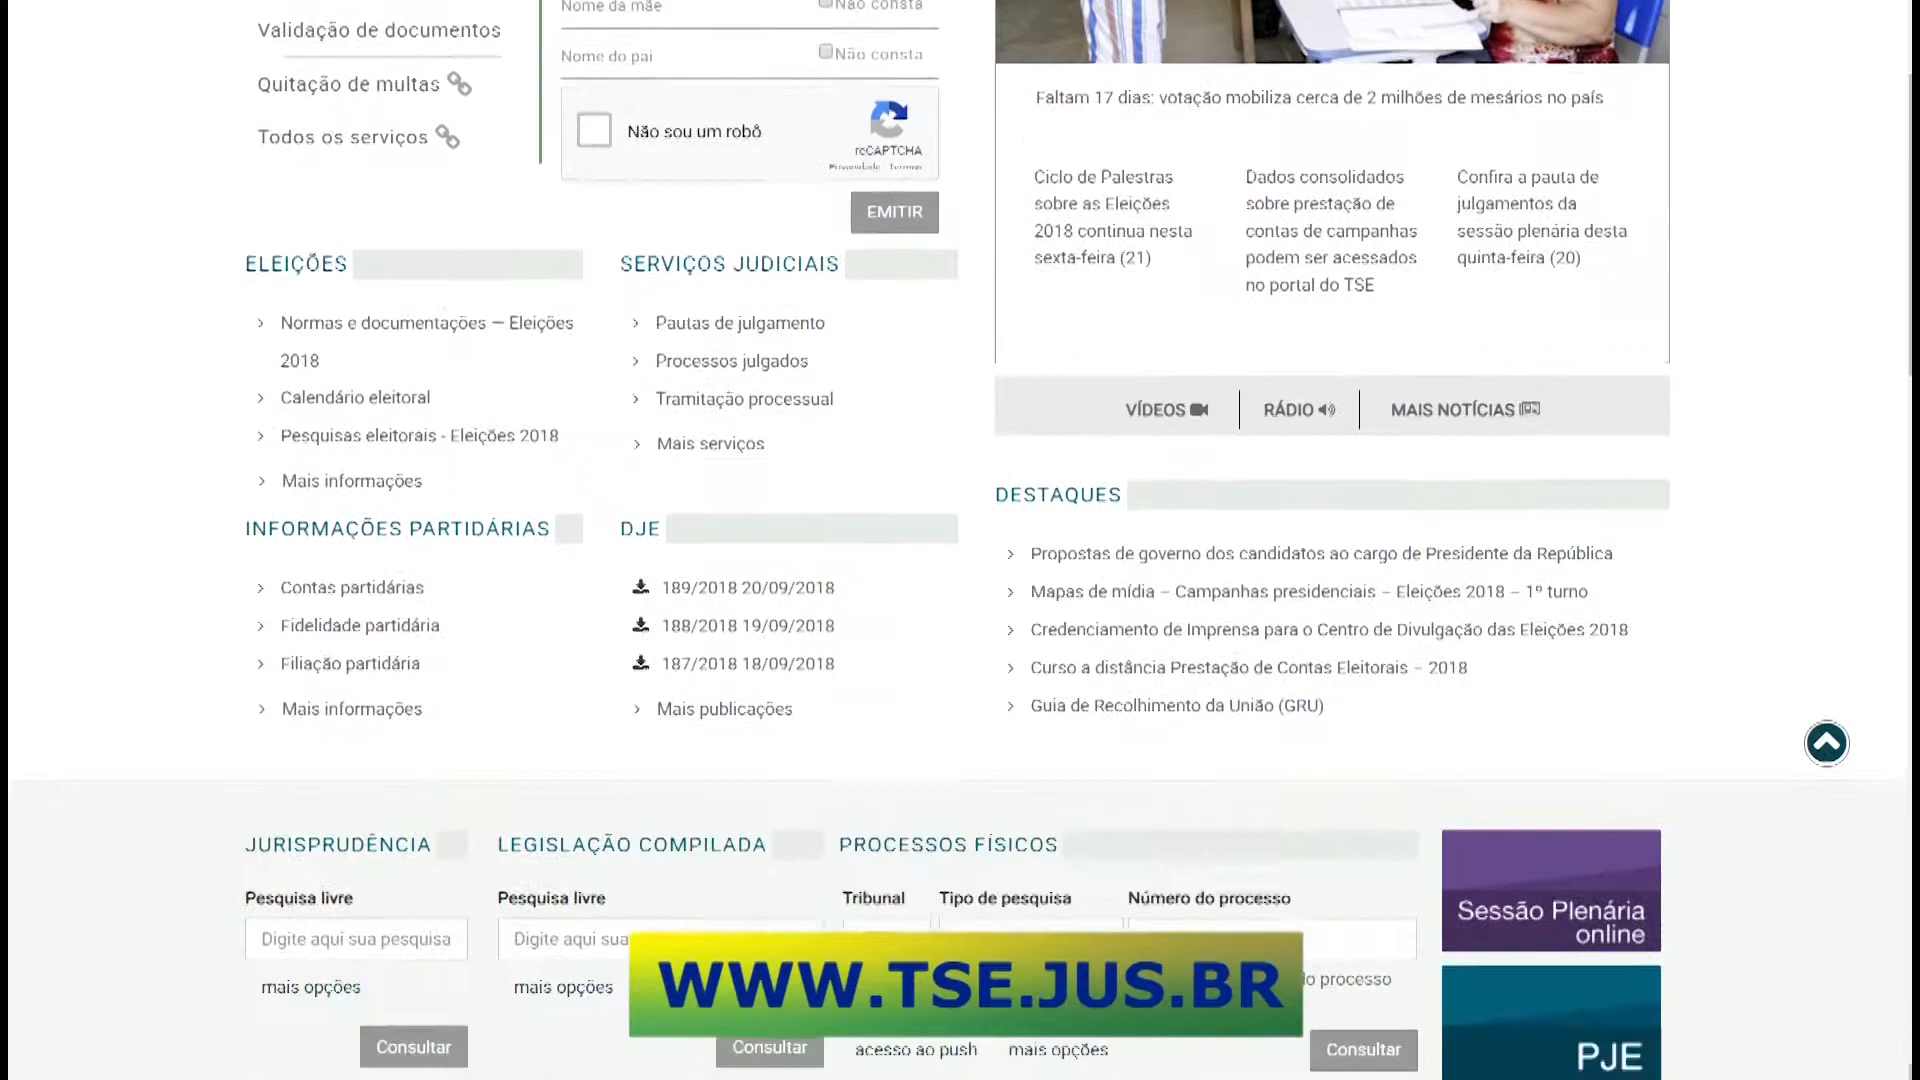 Validação de documentos
Quitação de multas
Todos os serviços
Nome da mãe
Não consta
Nome do pai
Não consta
Não sou um robô
reCAPTCHA
Privacidade - Termos
EMITIR
Faltam 17 dias: votação mobiliza cerca de 2 milhões de mesários no país
Ciclo de Palestras
sobre as Eleições
2018 continua nesta
sexta-feira (21)
Dados consolidados
sobre prestação de
contas de campanhas
podem ser acessados
no portal do TSE
Confira a pauta de
julgamentos da
sessão plenária desta
quinta-feira (20)
VÍDEOS
RÁDIO
MAIS NOTÍCIAS
ELEIÇÕES
Normas e documentações — Eleições
2018
Calendário eleitoral
Pesquisas eleitorais - Eleições 2018
Mais informações
SERVIÇOS JUDICIAIS
Pautas de julgamento
Processos julgados
Tramitação processual
Mais serviços
INFORMAÇÕES PARTIDÁRIAS
Contas partidárias
Fidelidade partidária
Filiação partidária
Mais informações
DJE
189/2018 20/09/2018
188/2018 19/09/2018
187/2018 18/09/2018
Mais publicações
DESTAQUES
Propostas de governo dos candidatos ao cargo de Presidente da República
Mapas de mídia – Campanhas presidenciais – Eleições 2018 – 1º turno
Credenciamento de Imprensa para o Centro de Divulgação das Eleições 2018
Curso a distância Prestação de Contas Eleitorais – 2018
Guia de Recolhimento da União (GRU)
JURISPRUDÊNCIA
Pesquisa livre
Digite aqui sua pesquisa
mais opções
Consultar
LEGISLAÇÃO COMPILADA
Pesquisa livre
Digite aqui sua
mais opções
Consultar
PROCESSOS FÍSICOS
Tribunal
Tipo de pesquisa
Número do processo
do processo
acesso ao push
mais opções
Consultar
Sessão Plenária
online
PJE
WWW.TSE.JUS.BR